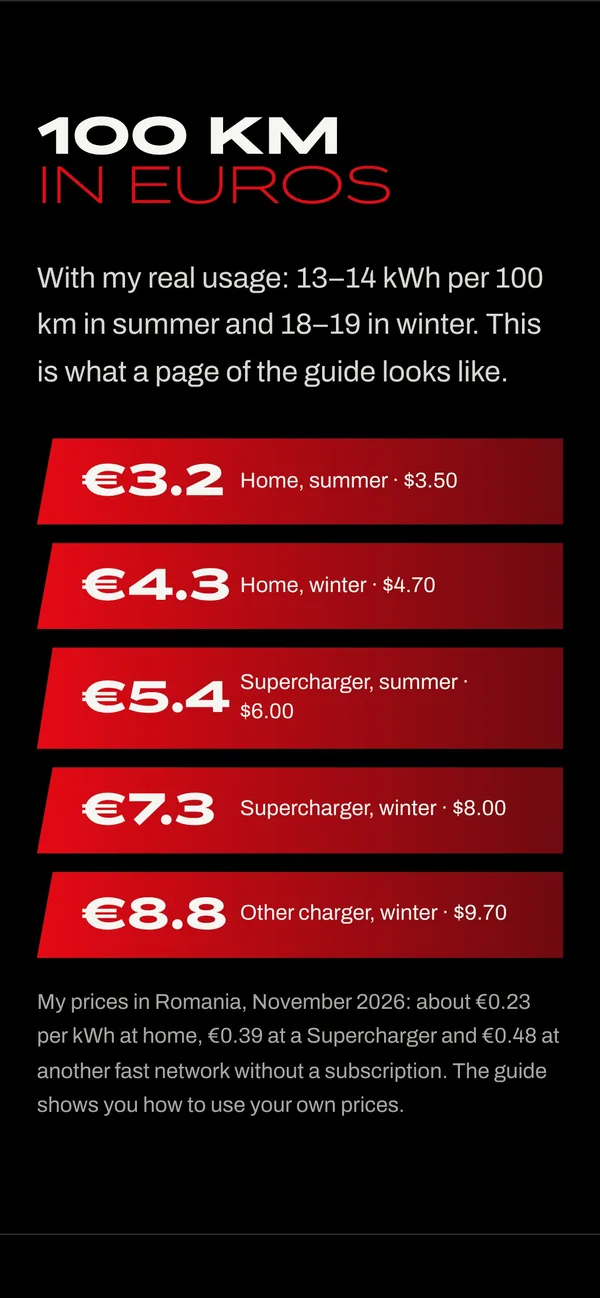 100 KM
IN EUROS
With my real usage: 13–14 kWh per 100
km in summer and 18–19 in winter. This
is what a page of the guide looks like.
€3.2 Home, summer · $3.50
€4.3 Home, winter · $4.70
€5.4 Supercharger, summer ·
$6.00
€7.3 Supercharger, winter · $8.00
€8.8 Other charger, winter · $9.70
My prices in Romania, November 2026: about €0.23
per kWh at home, €0.39 at a Supercharger and €0.48 at
another fast network without a subscription. The guide
shows you how to use your own prices.